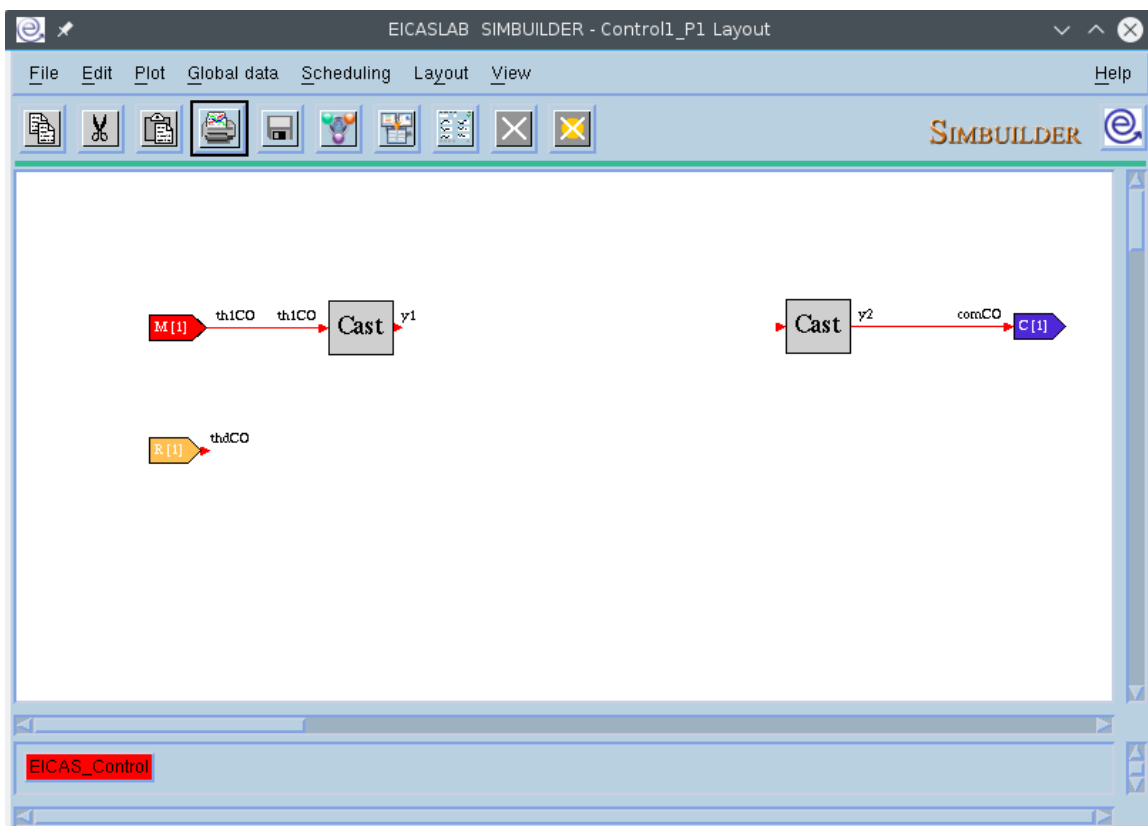 EICASLAB SIMBUILDER - Control1_P1 Layout
File Edit Plot Global data Scheduling Layout View Help
SIMBUILDER
M [1] th1CO th1CO Cast y1
Cast y2 comCO C [1]
R [1] thdCO
EICAS_Control